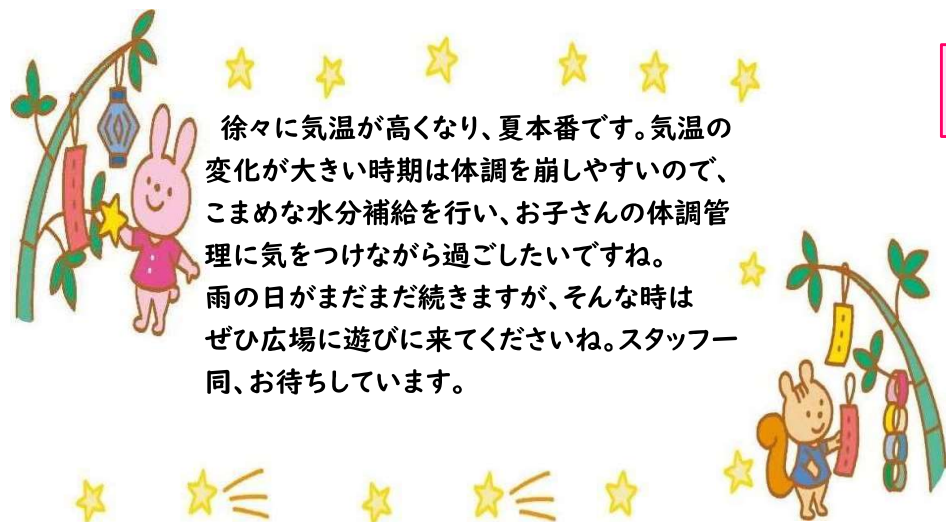 徐々に気温が高くなり、夏本番です。気温の
変化が大きい時期は体調を崩しやすいので、
こまめな水分補給を行い、お子さんの体調管
理に気をつけながら過ごしたいですね。
雨の日がまだまだ続きますが、そんな時は
ぜひ広場に遊びに来てくださいね。スタッフ一
同、お待ちしています。